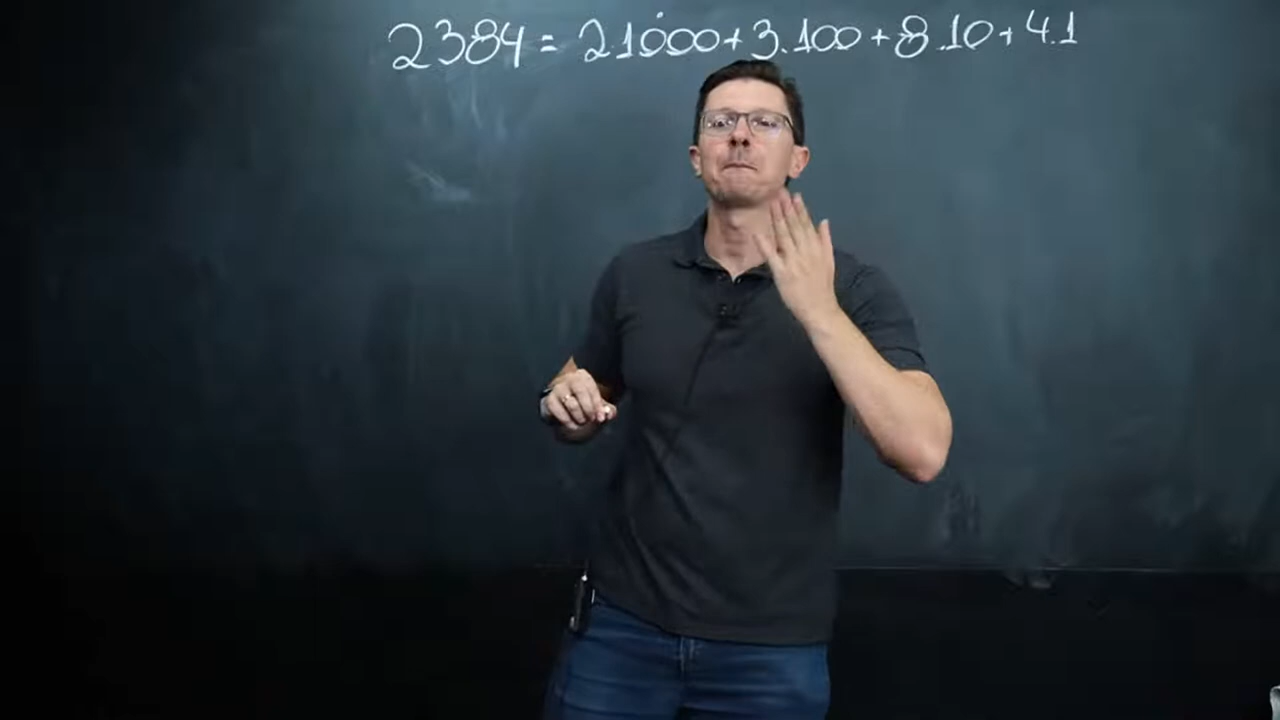 2384 = 2.1000 + 3.100 + 8.10 + 4.1